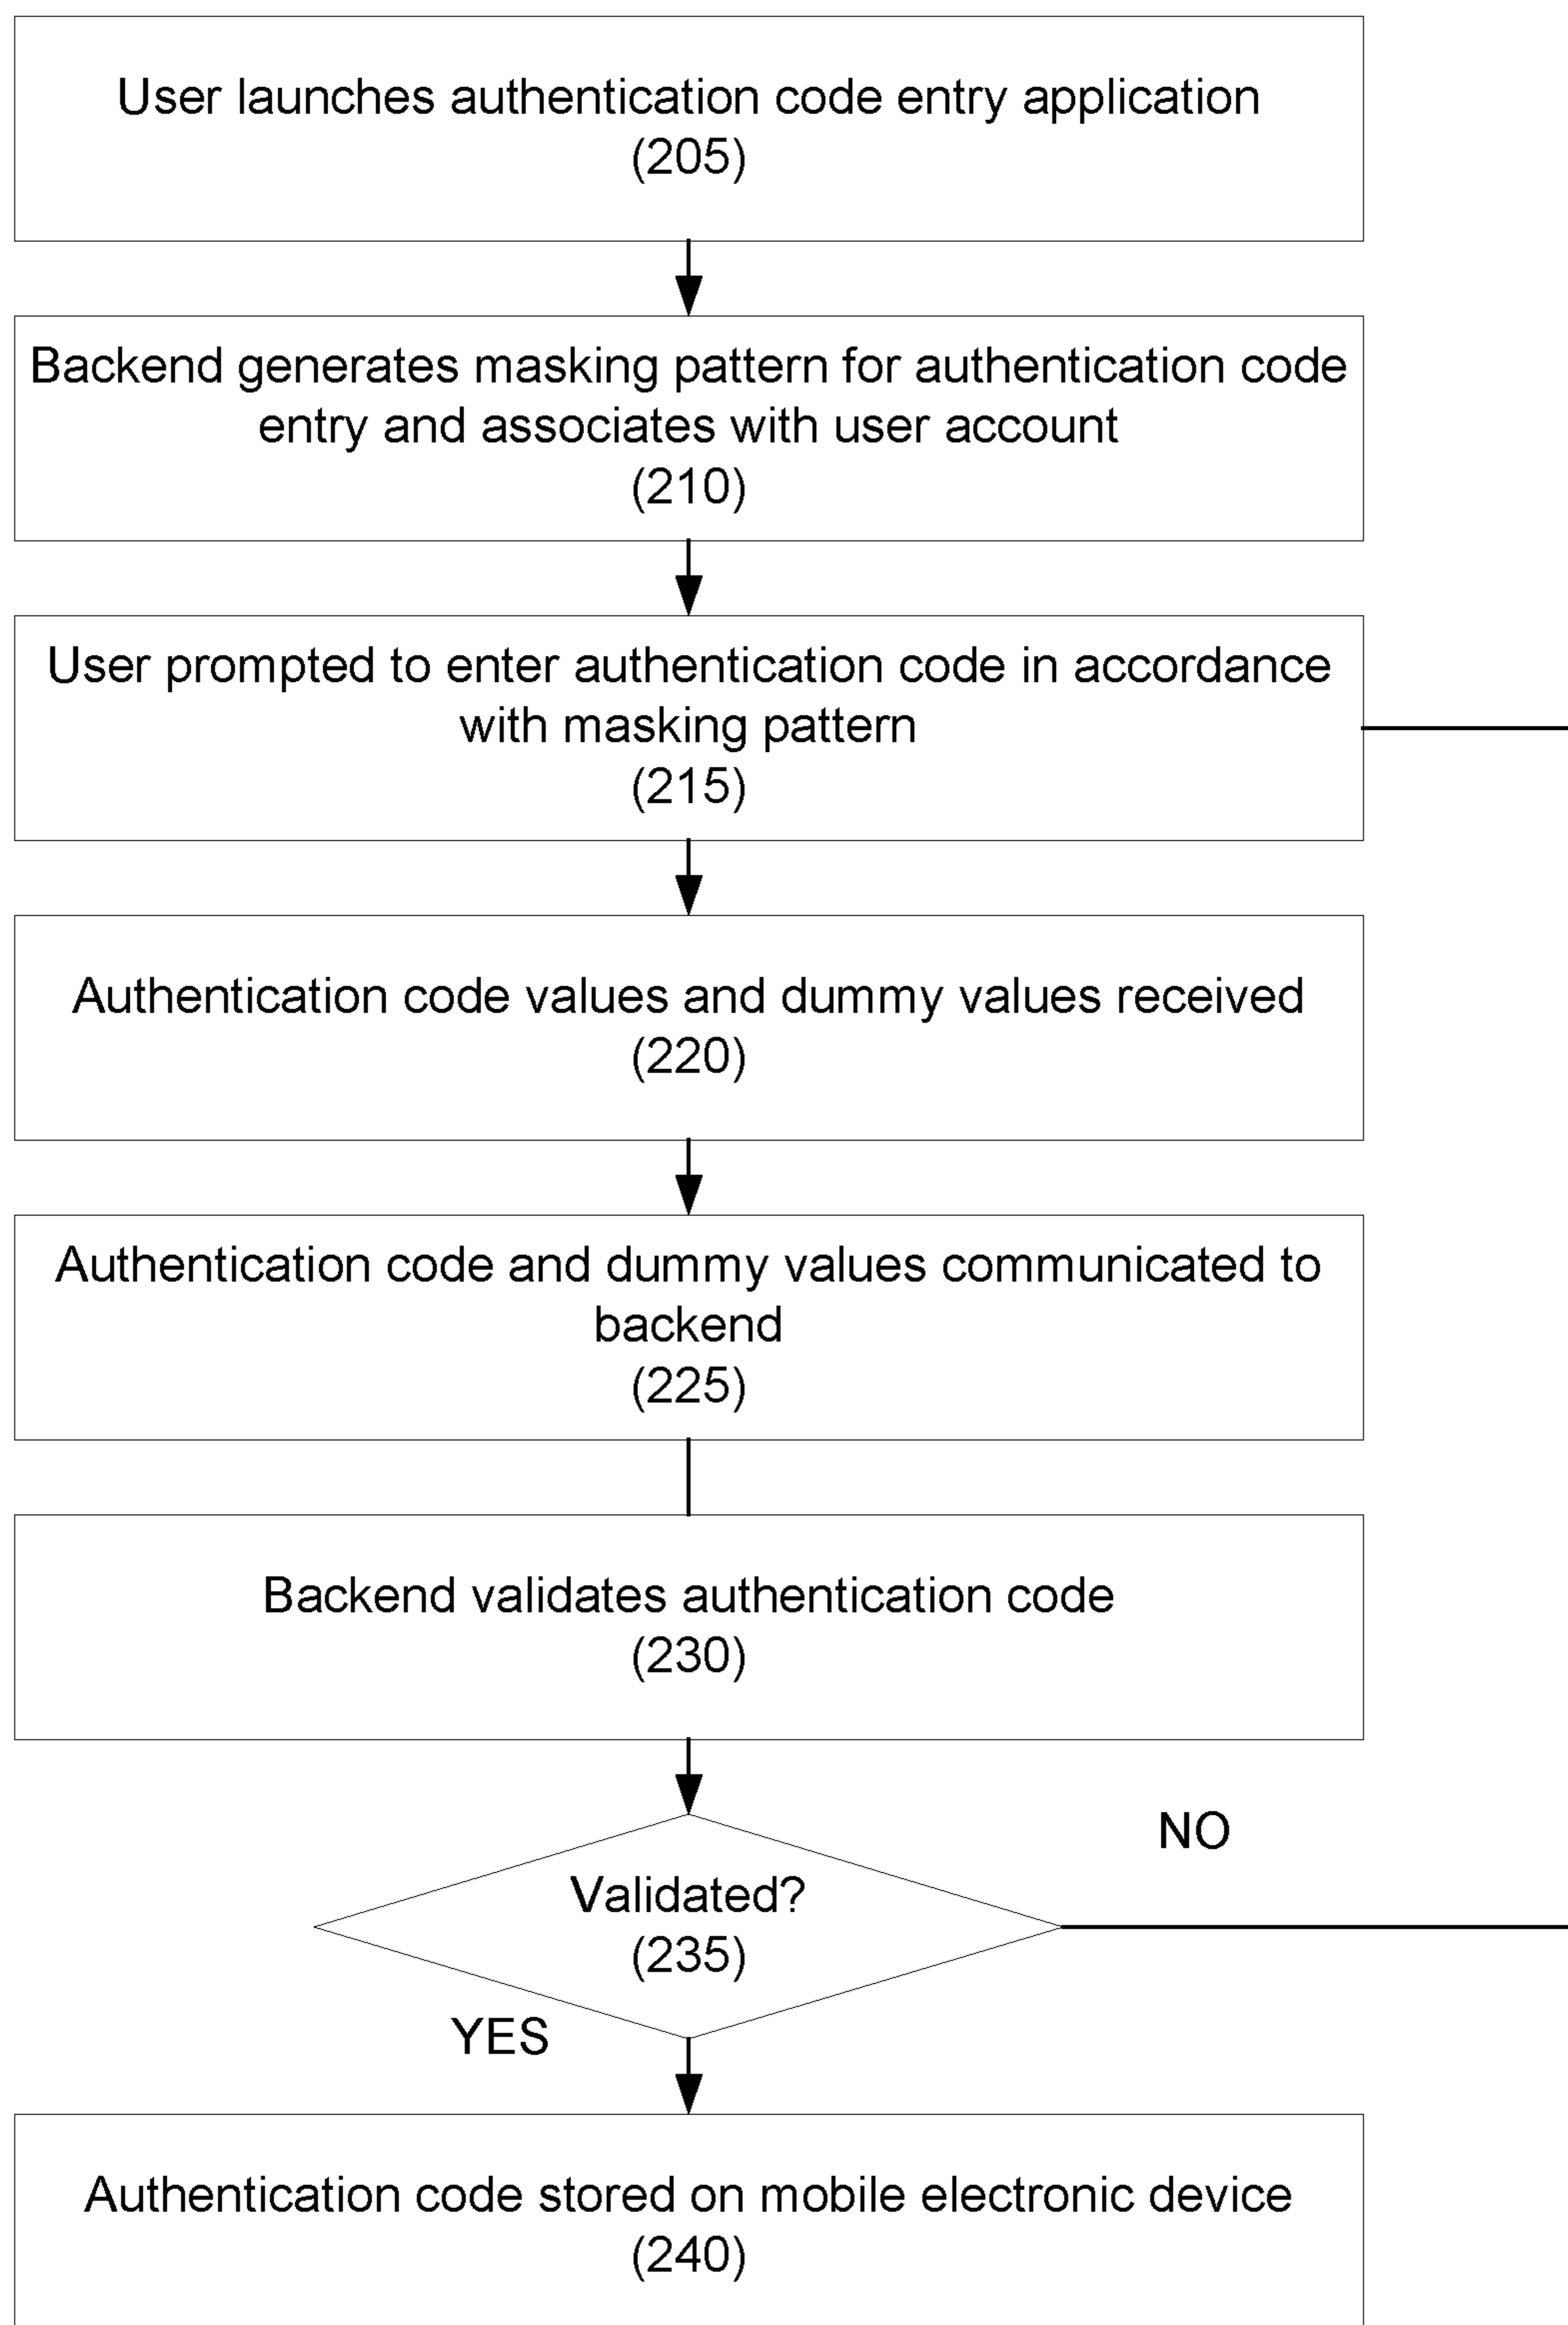 User launches authentication code entry application
(205)
Backend generates masking pattern for authentication code
entry and associates with user account
(210)
User prompted to enter authentication code in accordance
with masking pattern
(215)
Authentication code values and dummy values received
(220)
Authentication code and dummy values communicated to
backend
(225)
Backend validates authentication code
(230)
NO
Validated?
(235)
YES
Authentication code stored on mobile electronic device
(240)